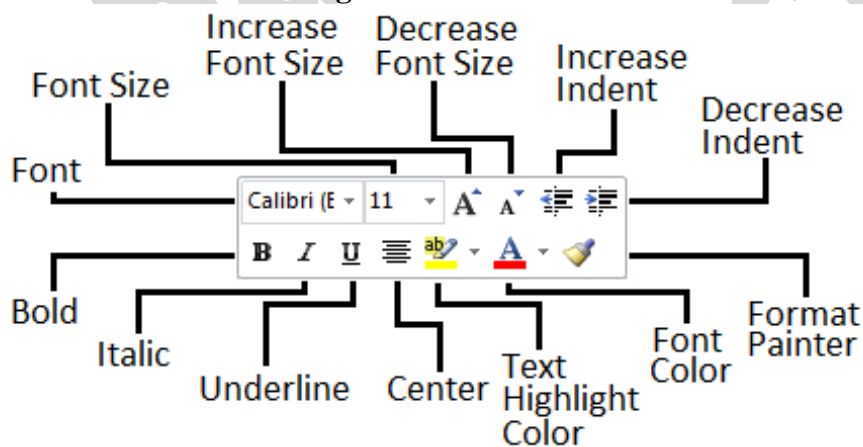 Increase
Font Size
Decrease
Font Size
Increase
Indent
Font Size
Decrease
Indent
Font
Calibri (E
11
A
A
B I U ab A
Bold
Italic
Underline
Center
Text
Highlight
Color
Font
Color
Format
Painter